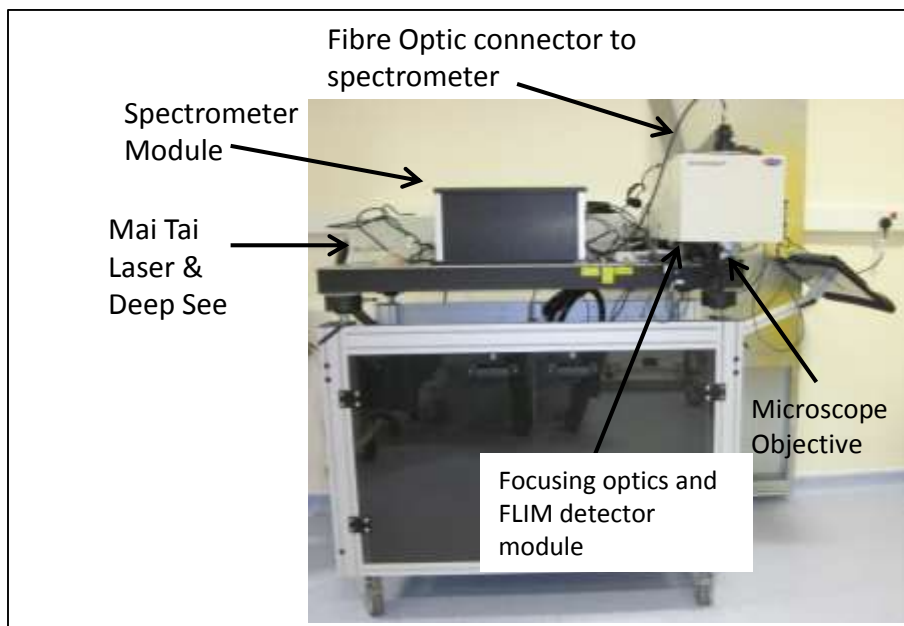 Fibre Optic connector to
spectrometer
Spectrometer
Module
Mai Tai
Laser &
Deep See
Microscope
Objective
Focusing optics and
FLIM detector
module